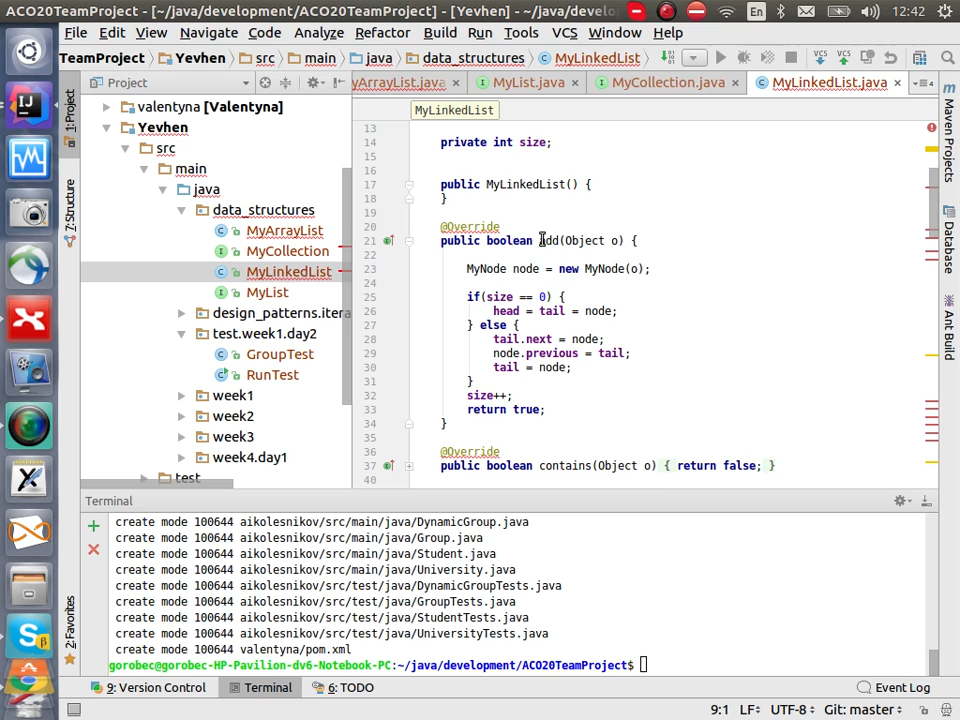 ACO20TeamProject - [~/java/development/ACO20TeamProject] - [Yevhen] - ~/java/develo
En
12:42
File Edit View Navigate Code Analyze Refactor Build Run Tools VCS Window Help
TeamProject Yevhen src main java data_structures MyLinkedList
Project
yArrayList.java MyList.java MyCollection.java MyLinkedList.java
1: Project
7: Structure
2: Favorites
valentyna [Valentyna]
Yevhen
src
main
java
data_structures
MyArrayList
MyCollection
MyLinkedList
MyList
design_patterns.itera
test.week1.day2
GroupTest
RunTest
week1
week2
week3
week4.day1
test
MyLinkedList
13
14 private int size;
15
16
17 public MyLinkedList() {
18 }
19
20 @Override
21 public boolean add(Object o) {
22
23 MyNode node = new MyNode(o);
24
25 if(size == 0) {
26 head = tail = node;
27 } else {
28 tail.next = node;
29 node.previous = tail;
30 tail = node;
31 }
32 size++;
33 return true;
34 }
35
36 @Override
37 public boolean contains(Object o) { return false; }
40
Maven Projects
Database
Ant Build
Terminal
create mode 100644 aikolesnikov/src/main/java/DynamicGroup.java
create mode 100644 aikolesnikov/src/main/java/Group.java
create mode 100644 aikolesnikov/src/main/java/Student.java
create mode 100644 aikolesnikov/src/main/java/University.java
create mode 100644 aikolesnikov/src/test/java/DynamicGroupTests.java
create mode 100644 aikolesnikov/src/test/java/GroupTests.java
create mode 100644 aikolesnikov/src/test/java/StudentTests.java
create mode 100644 aikolesnikov/src/test/java/UniversityTests.java
create mode 100644 valentyna/pom.xml
gorobec@gorobec-HP-Pavilion-dv6-Notebook-PC:~/java/development/ACO20TeamProject$
9: Version Control Terminal 6: TODO Event Log
9:1 LF÷ UTF-8÷ Git: master÷